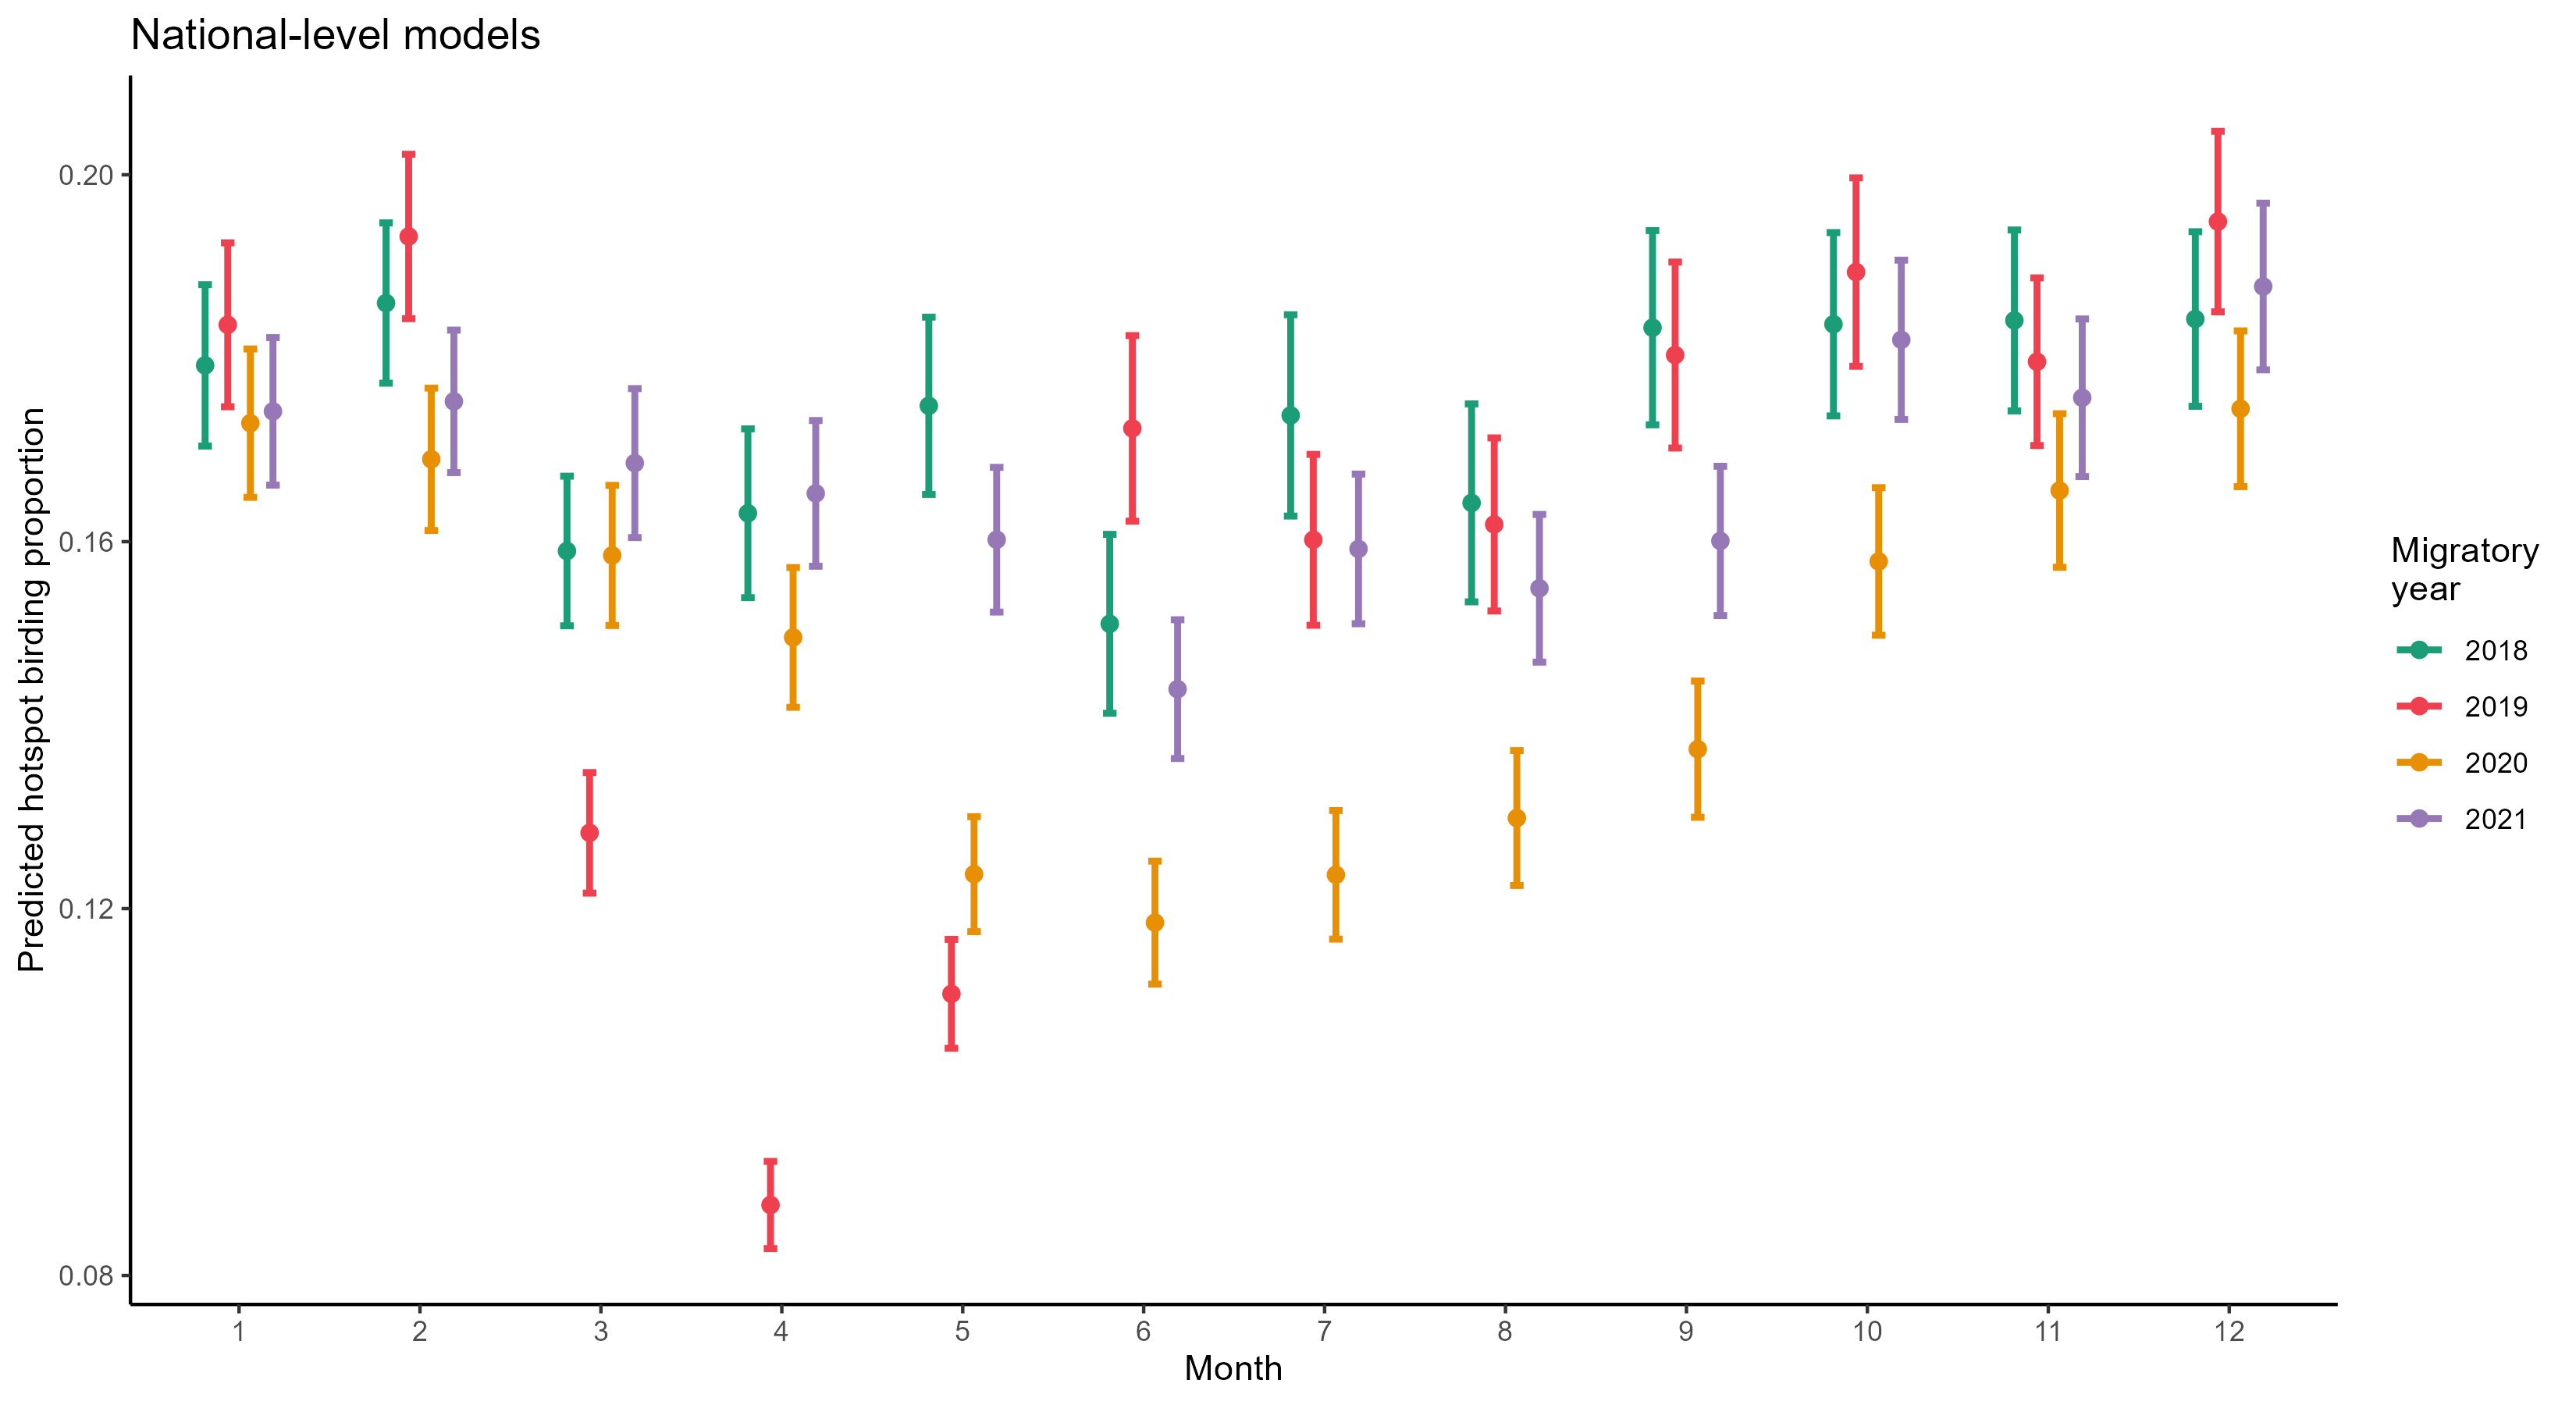 National-level models
Predicted hotspot birding proportion
0.20
0.16
0.12
0.08
1 2 3 4 5 6 7 8 9 10 11 12
Month
Migratory
year
2018
2019
2020
2021